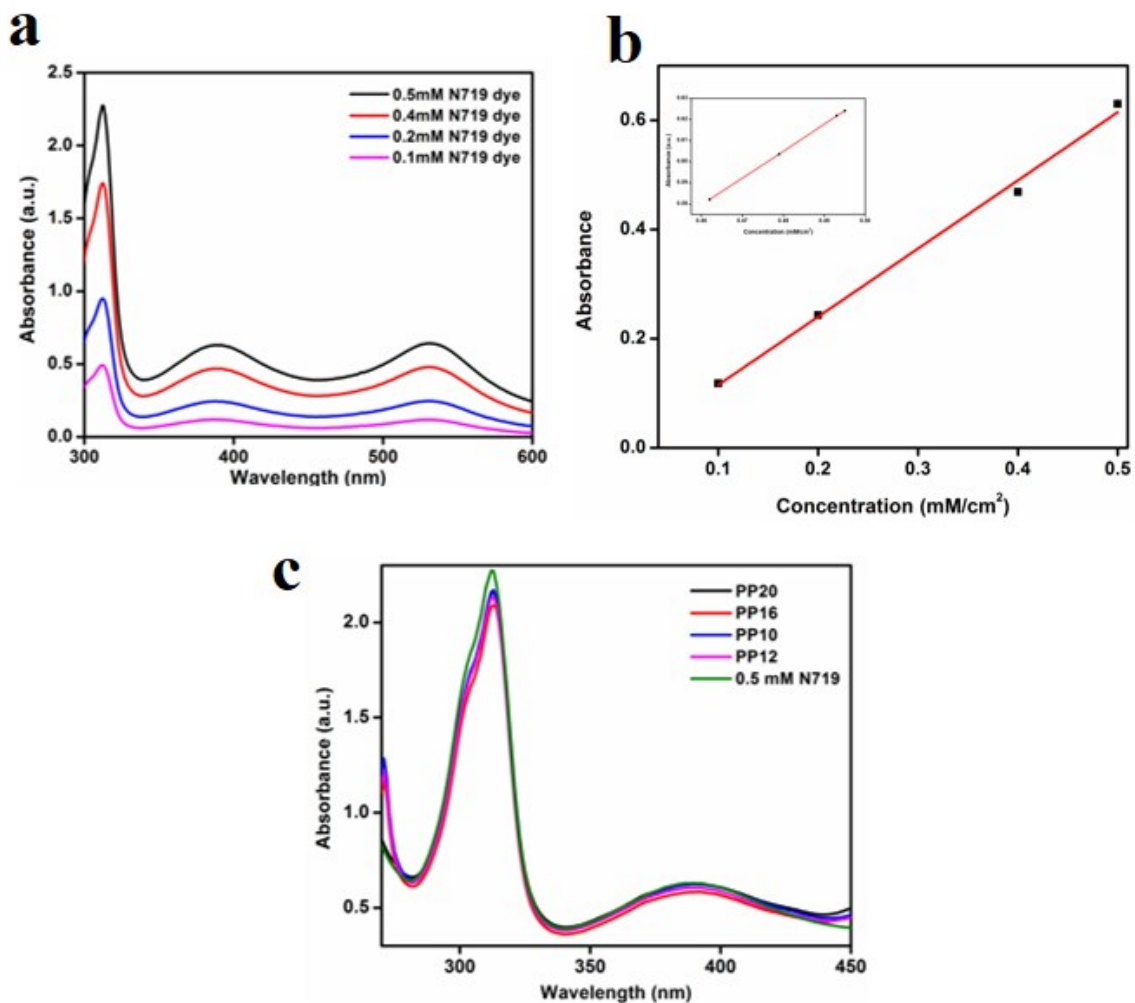 a
2.5
2.0
1.5
1.0
0.5
0.0
Absorbance (a.u.)
0.5mM N719 dye
0.4mM N719 dye
0.2mM N719 dye
0.1mM N719 dye
300 400 500 600
Wavelength (nm)
b
0.6
0.4
0.2
0.0
Absorbance
Absorbance (a.u.)
Concentration (mM/cm²)
0.1 0.2 0.3 0.4 0.5
Concentration (mM/cm²)
c
2.0
1.5
1.0
0.5
Absorbance (a.u.)
PP20
PP16
PP10
PP12
0.5 mM N719
300 350 400 450
Wavelength (nm)